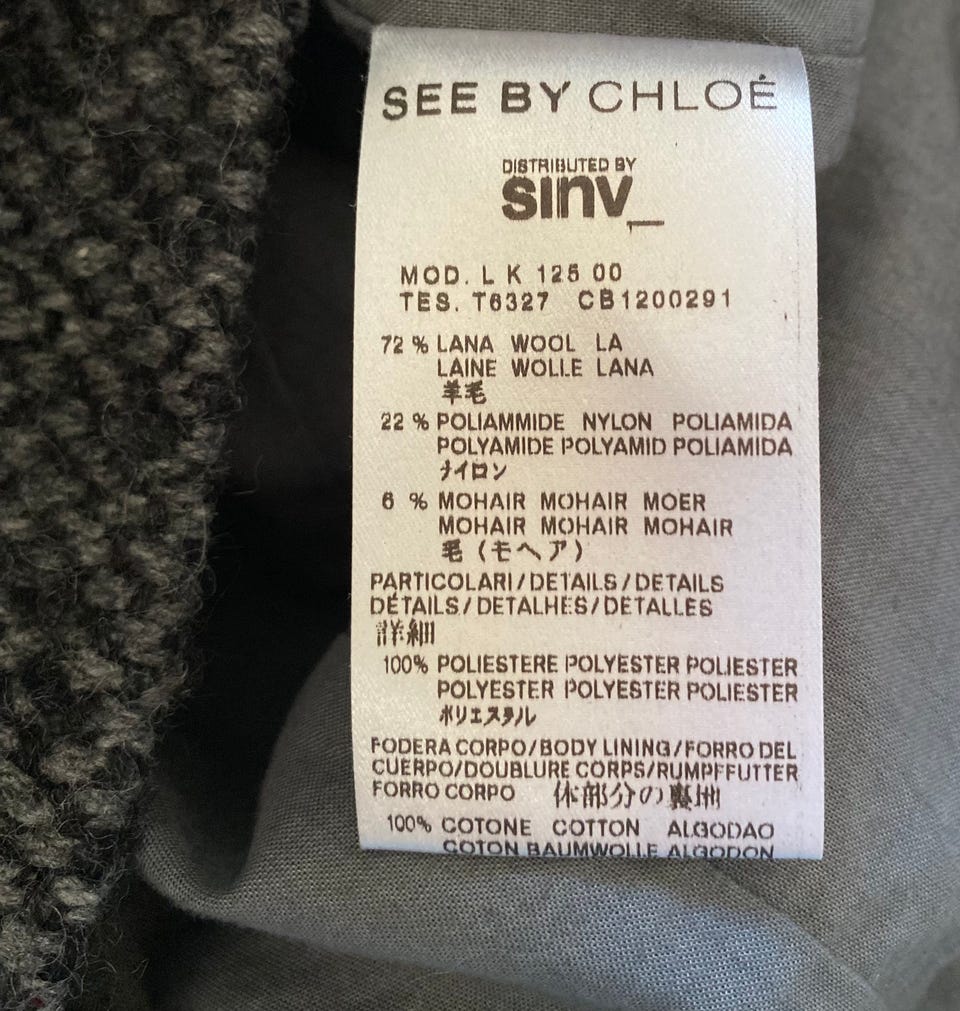 SEE BY CHLOÉ
DISTRIBUTED BY
sinv_
MOD. L K 125 00
TES. T6327 CB1200291
72 % LANA WOOL LA
LAINE WOLLE LANA
羊毛
22 % POLIAMMIDE NYLON POLIAMIDA
POLYAMIDE POLYAMID POLIAMIDA
ナイロン
6 % MOHAIR MOHAIR MOER
MOHAIR MOHAIR MOHAIR
毛 (モヘア)
PARTICOLARI/DETAILS/DETAILS
DÉTAILS/DETALHES/DETALLES
詳細
100% POLIESTERE POLYESTER POLIESTER
POLYESTER POLYESTER POLIESTER
ポリエステル
FODERA CORPO/BODY LINING/FORRO DEL
CUERPO/DOUBLURE CORPS/RUMPFFUTTER
FORRO CORPO 体部分の裏地
100% COTONE COTTON ALGODAO
COTON BAUMWOLLE ALGODON